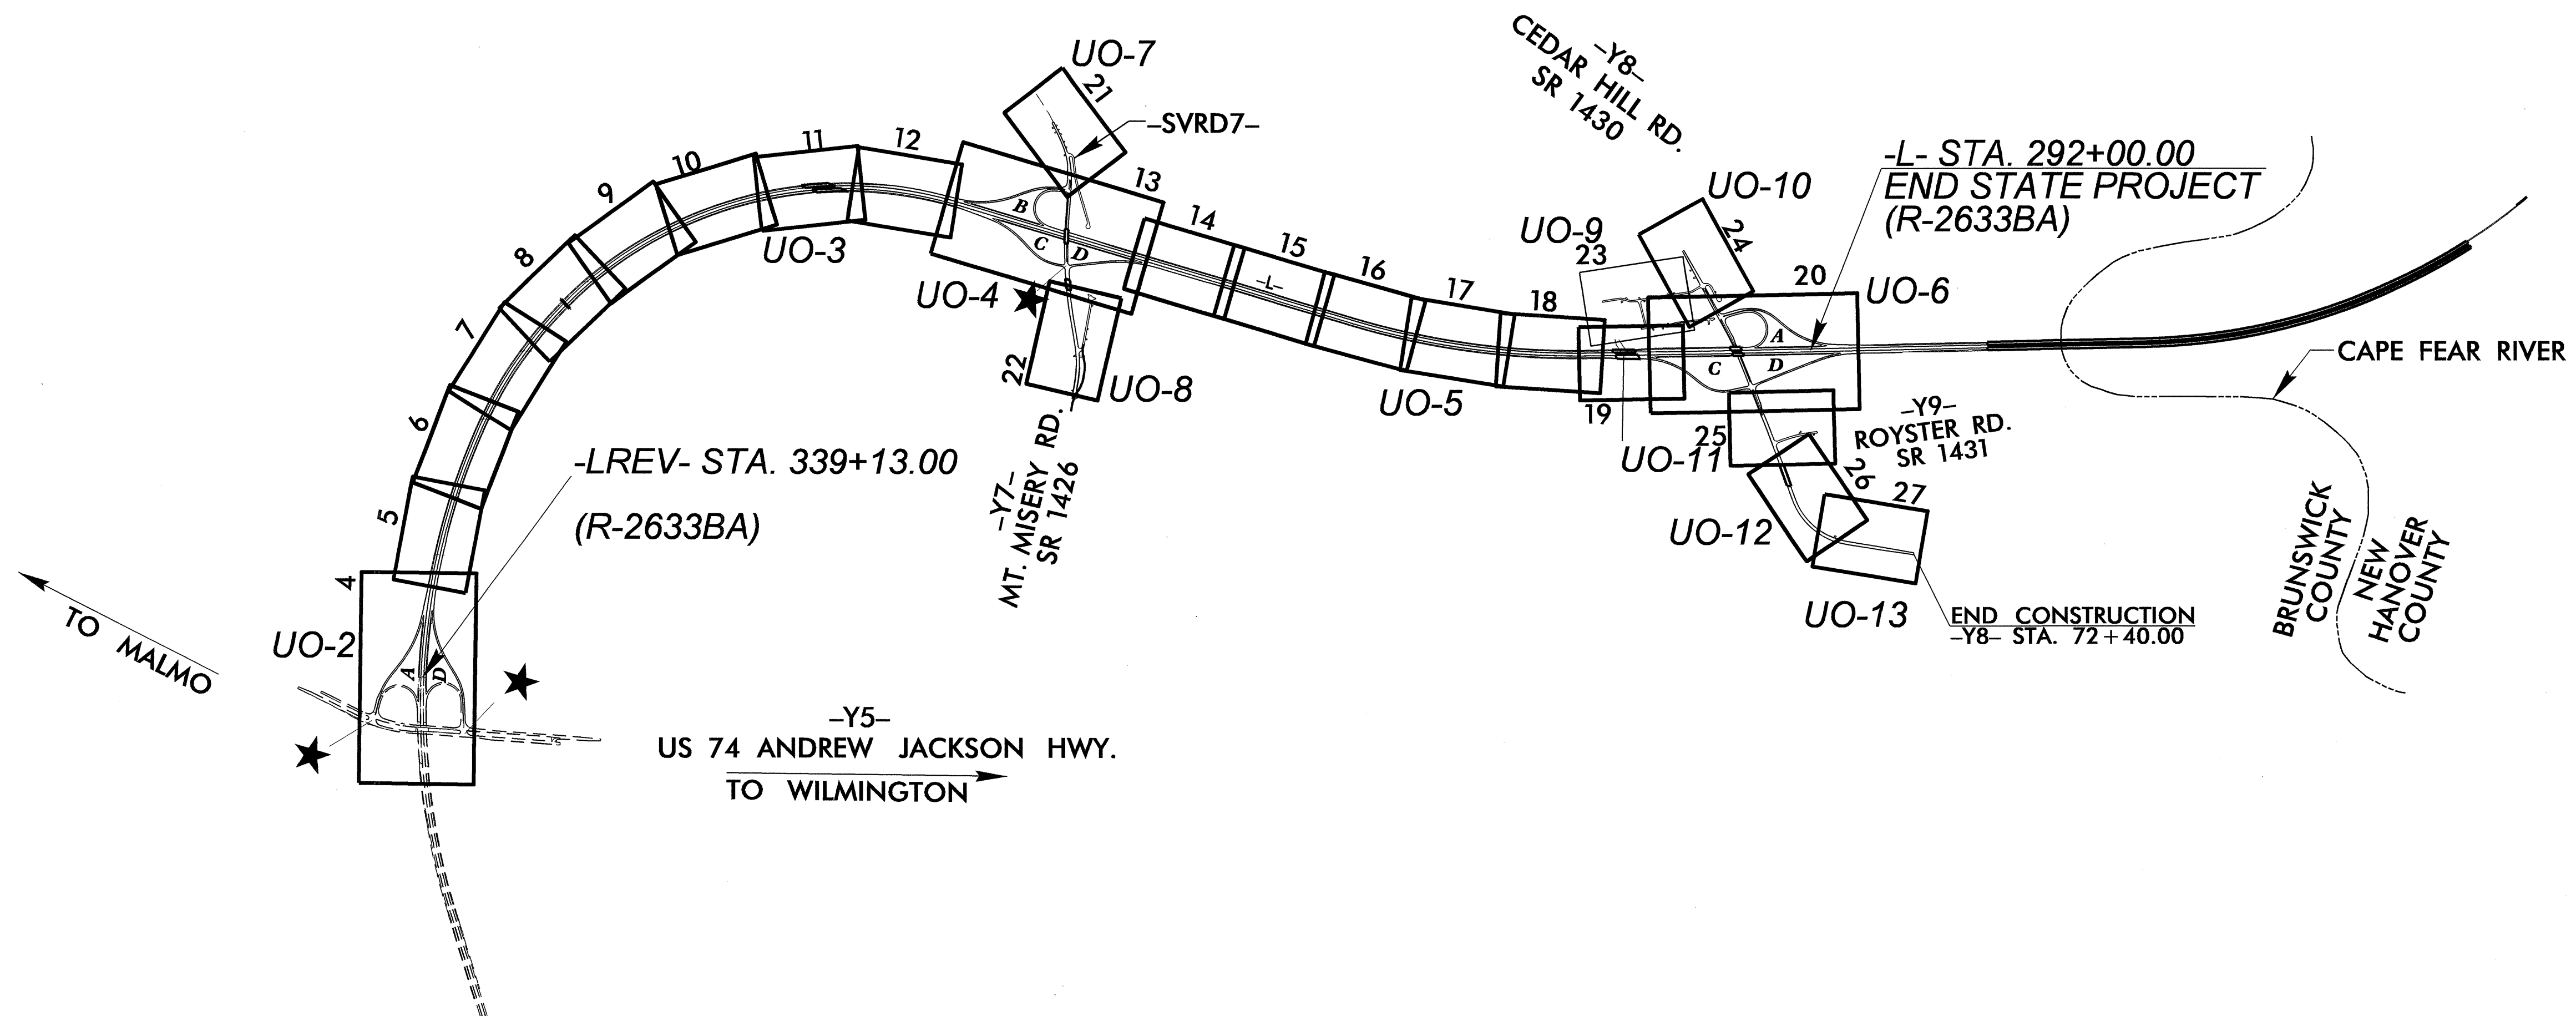 UO-7
21
–SVRD7–
–Y8–
CEDAR HILL RD.
SR 1430
-L- STA. 292+00.00
END STATE PROJECT
(R-2633BA)
UO-10
24
UO-9
23
20
UO-6
CAPE FEAR RIVER
4
5
6
7
8
9
10
11
12
13
14
15
16
17
18
19
UO-3
B
C
D
UO-4
–L–
22
UO-8
UO-5
A
C
D
UO-11
25
–Y9–
ROYSTER RD.
SR 1431
26
27
UO-12
UO-13
END CONSTRUCTION
–Y8– STA. 72+40.00
BRUNSWICK
COUNTY
NEW
HANOVER
COUNTY
–Y7–
MT. MISERY RD.
SR 1426
-LREV- STA. 339+13.00
(R-2633BA)
UO-2
A
D
TO MALMO
–Y5–
US 74 ANDREW JACKSON HWY.
TO WILMINGTON